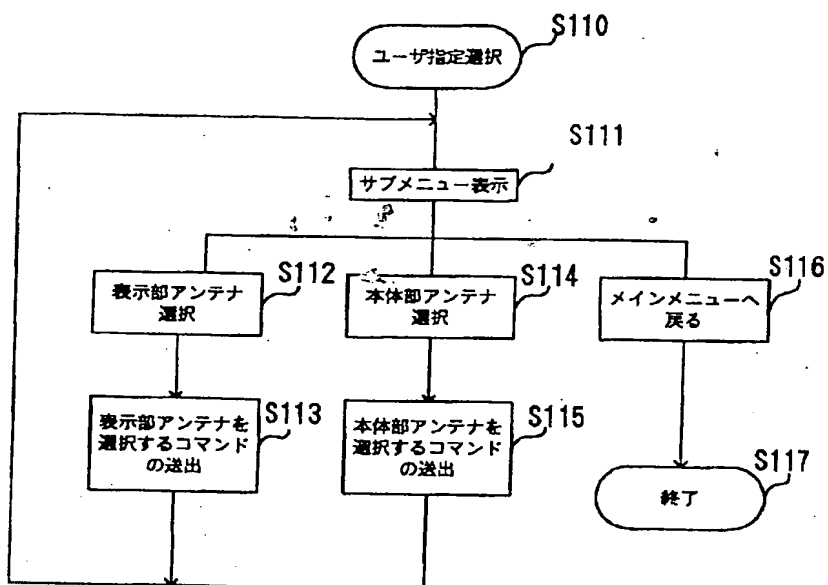 S110
ユーザ指定選択
S111
サブメニュー表示
S112
表示部アンテナ
選択
S114
本体部アンテナ
選択
S116
メインメニューへ
戻る
S113
表示部アンテナを
選択するコマンド
の送出
S115
本体部アンテナを
選択するコマンド
の送出
S117
終了